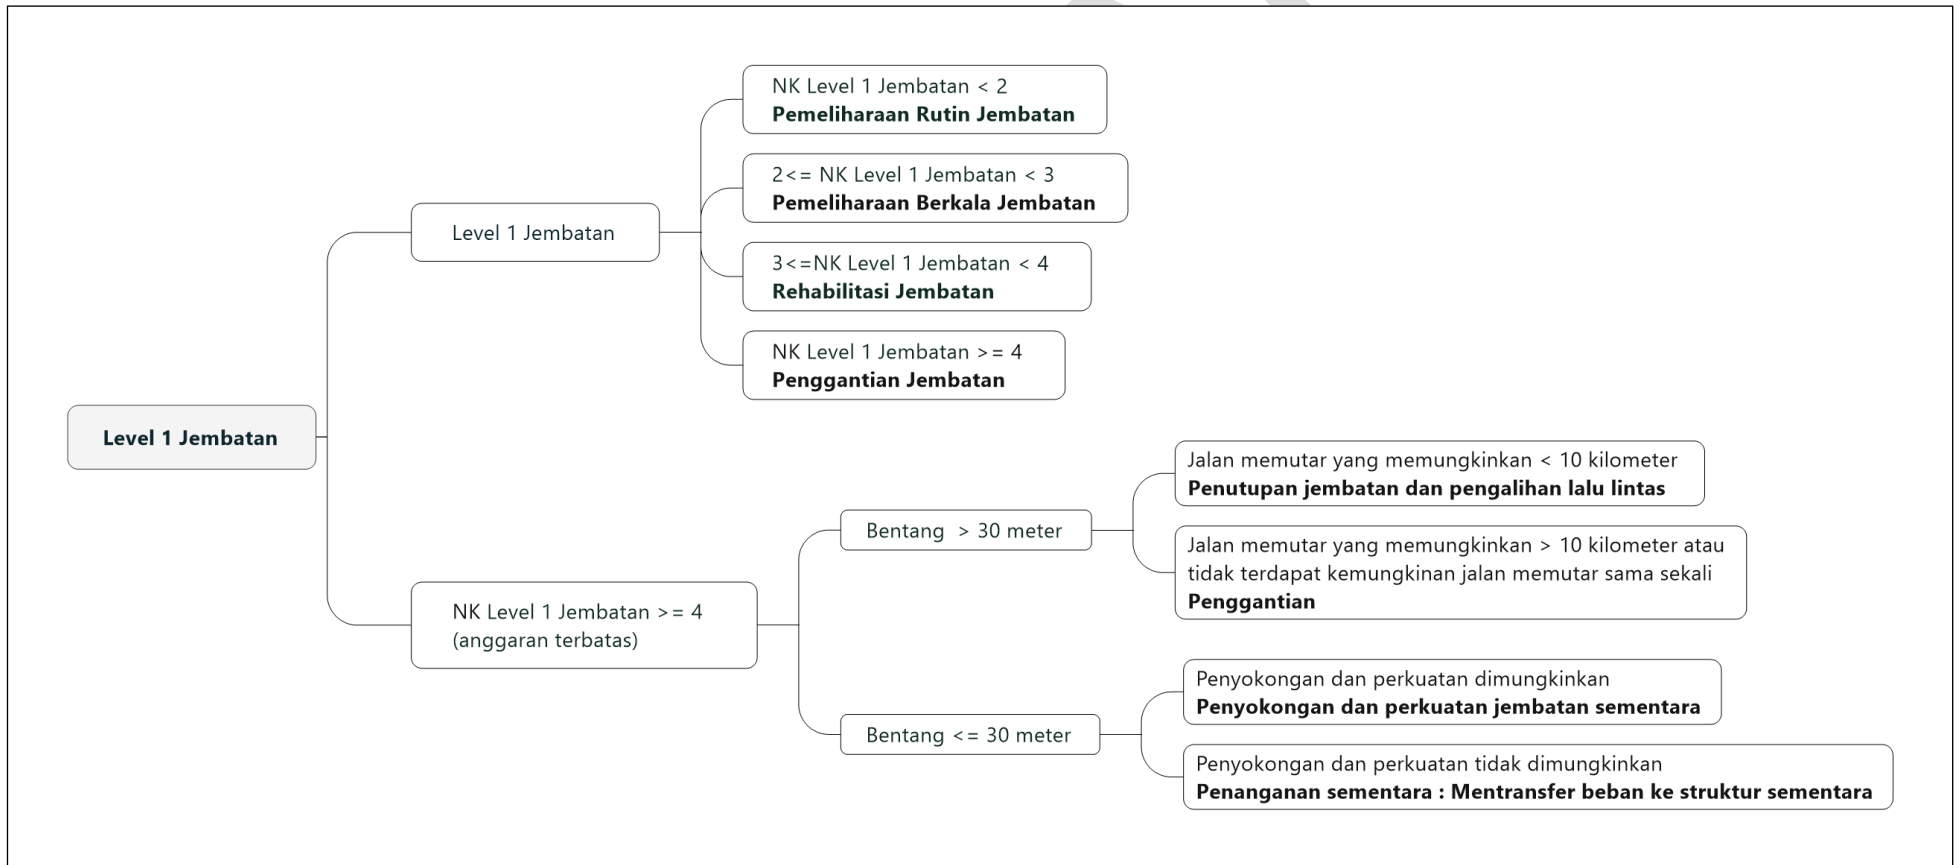 NK Level 1 Jembatan < 2
Pemeliharaan Rutin Jembatan
2<= NK Level 1 Jembatan < 3
Pemeliharaan Berkala Jembatan
Level 1 Jembatan
3<=NK Level 1 Jembatan < 4
Rehabilitasi Jembatan
NK Level 1 Jembatan >= 4
Penggantian Jembatan
Level 1 Jembatan
Jalan memutar yang memungkinkan < 10 kilometer
Penutupan jembatan dan pengalihan lalu lintas
Bentang  > 30 meter
Jalan memutar yang memungkinkan > 10 kilometer atau
tidak terdapat kemungkinan jalan memutar sama sekali
Penggantian
NK Level 1 Jembatan >= 4
(anggaran terbatas)
Penyokongan dan perkuatan dimungkinkan
Penyokongan dan perkuatan jembatan sementara
Bentang <= 30 meter
Penyokongan dan perkuatan tidak dimungkinkan
Penanganan sementara : Mentransfer beban ke struktur sementara